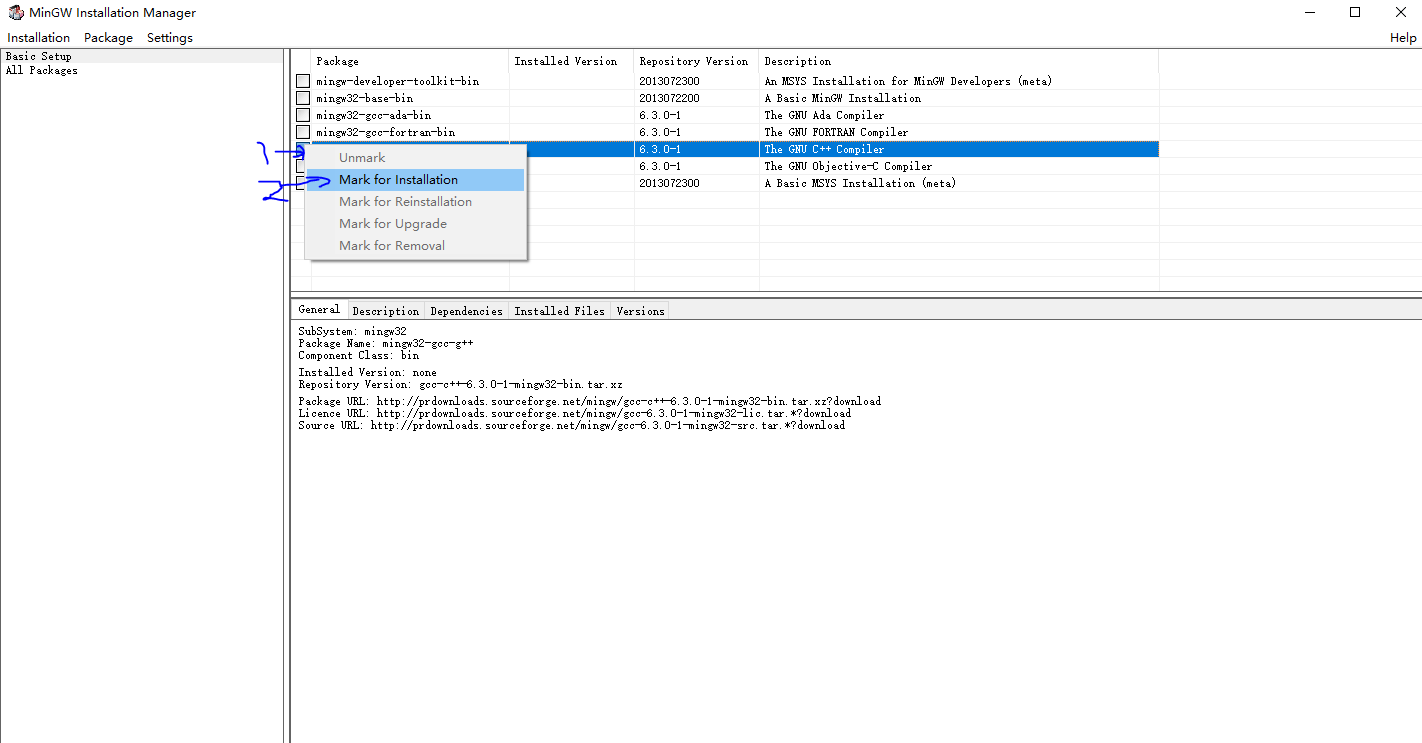 MinGW Installation Manager
Installation Package Settings Help
Basic Setup
All Packages
Package Installed Version Repository Version Description
mingw-developer-toolkit-bin 2013072300 An MSYS Installation for MinGW Developers (meta)
mingw32-base-bin 2013072200 A Basic MinGW Installation
mingw32-gcc-ada-bin 6.3.0-1 The GNU Ada Compiler
mingw32-gcc-fortran-bin 6.3.0-1 The GNU FORTRAN Compiler
1 6.3.0-1 The GNU C++ Compiler
Unmark
6.3.0-1 The GNU Objective-C Compiler
2 Mark for Installation 2013072300 A Basic MSYS Installation (meta)
Mark for Reinstallation
Mark for Upgrade
Mark for Removal
General Description Dependencies Installed Files Versions
SubSystem: mingw32
Package Name: mingw32-gcc-g++
Component Class: bin
Installed Version: none
Repository Version: gcc-c++-6.3.0-1-mingw32-bin.tar.xz
Package URL: http://prdownloads.sourceforge.net/mingw/gcc-c++-6.3.0-1-mingw32-bin.tar.xz?download
Licence URL: http://prdownloads.sourceforge.net/mingw/gcc-6.3.0-1-mingw32-lic.tar.*?download
Source URL: http://prdownloads.sourceforge.net/mingw/gcc-6.3.0-1-mingw32-src.tar.*?download